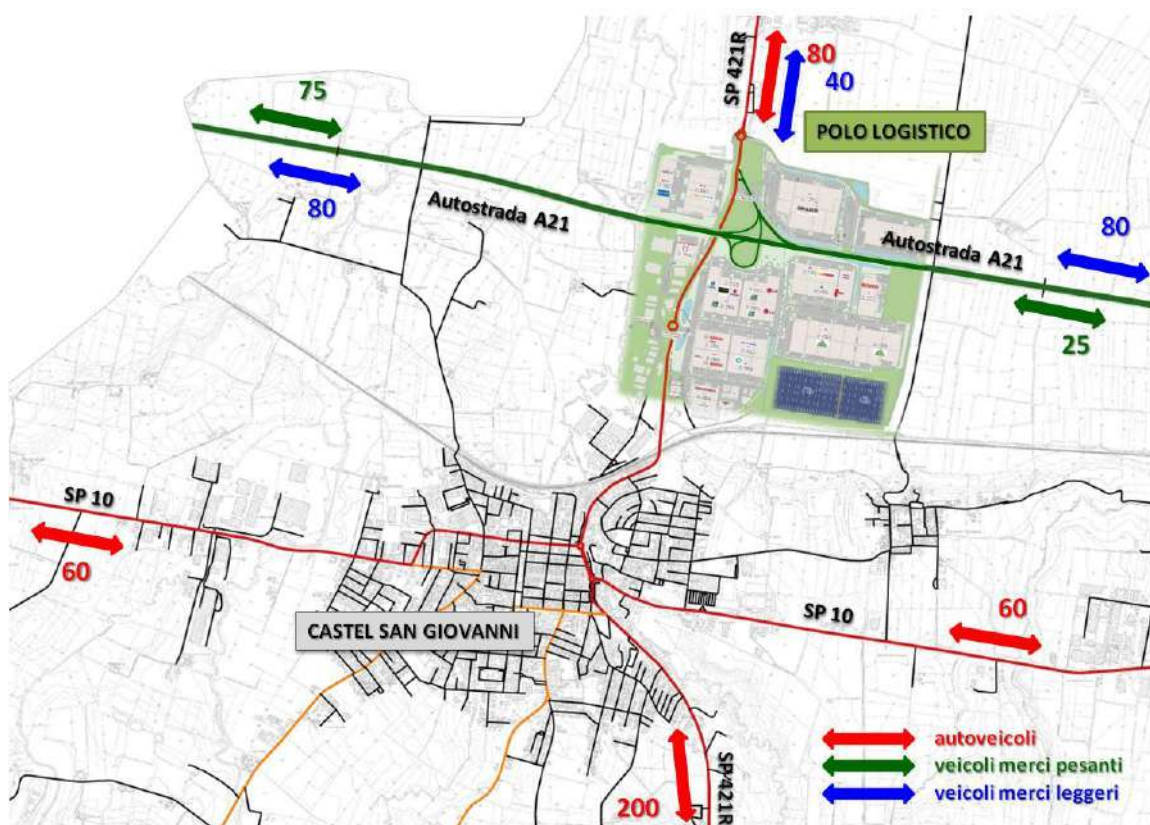 SP 421R
80
40
POLO LOGISTICO
75
80
Autostrada A21
Autostrada A21
80
25
SP 10
60
CASTEL SAN GIOVANNI
SP 10
60
SP421R
200
autoveicoli
veicoli merci pesanti
veicoli merci leggeri